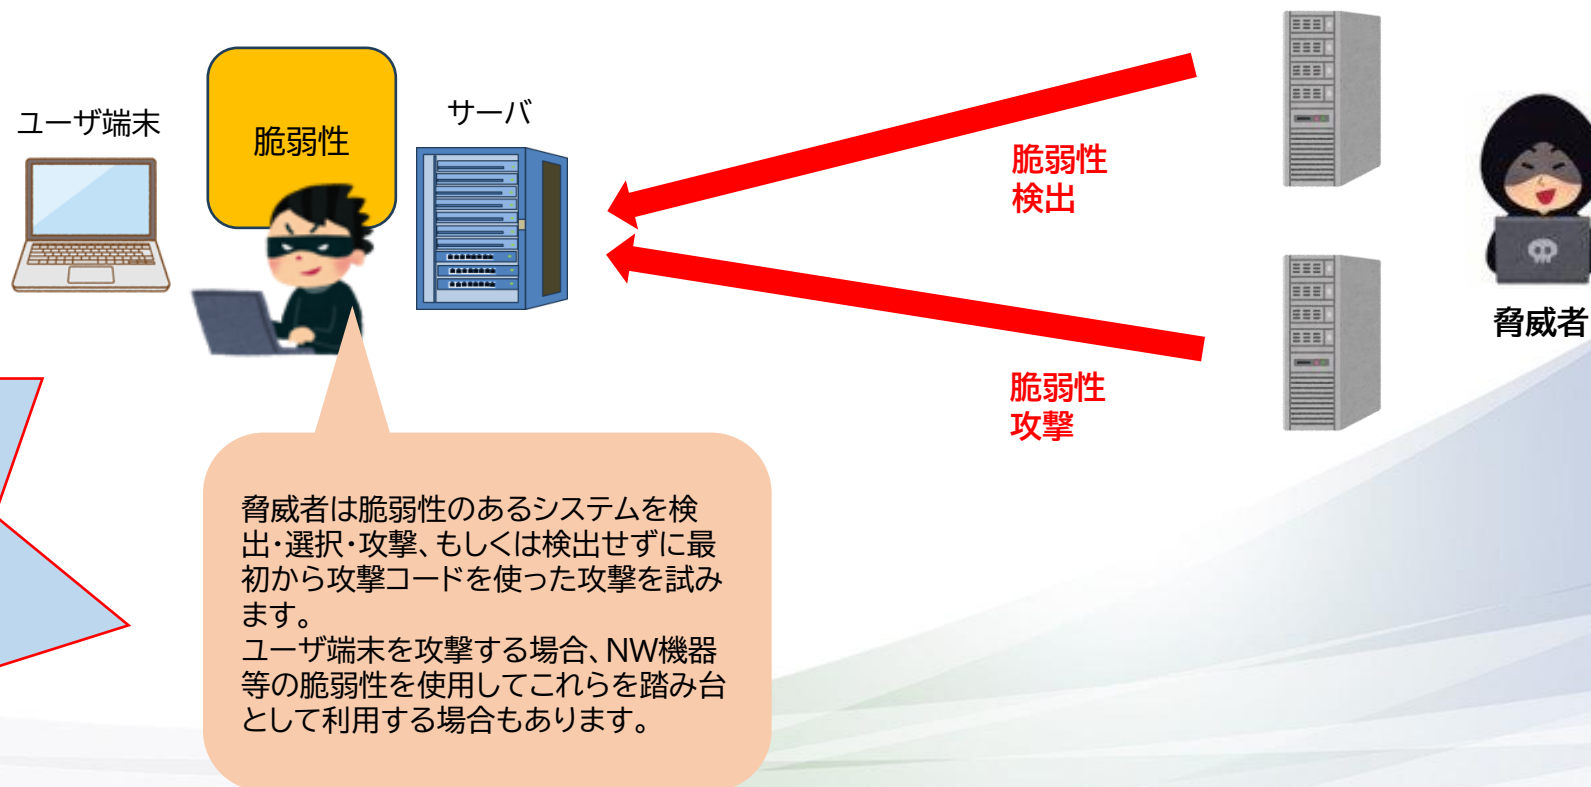 ユーザ端末
脆弱性
サーバ
脆弱性
検出
脅威者
脆弱性
攻撃
脅威者は脆弱性のあるシステムを検
出・選択・攻撃、もしくは検出せずに最
初から攻撃コードを使った攻撃を試み
ます。
ユーザ端末を攻撃する場合、NW機器
等の脆弱性を使用してこれらを踏み台
として利用する場合もあります。